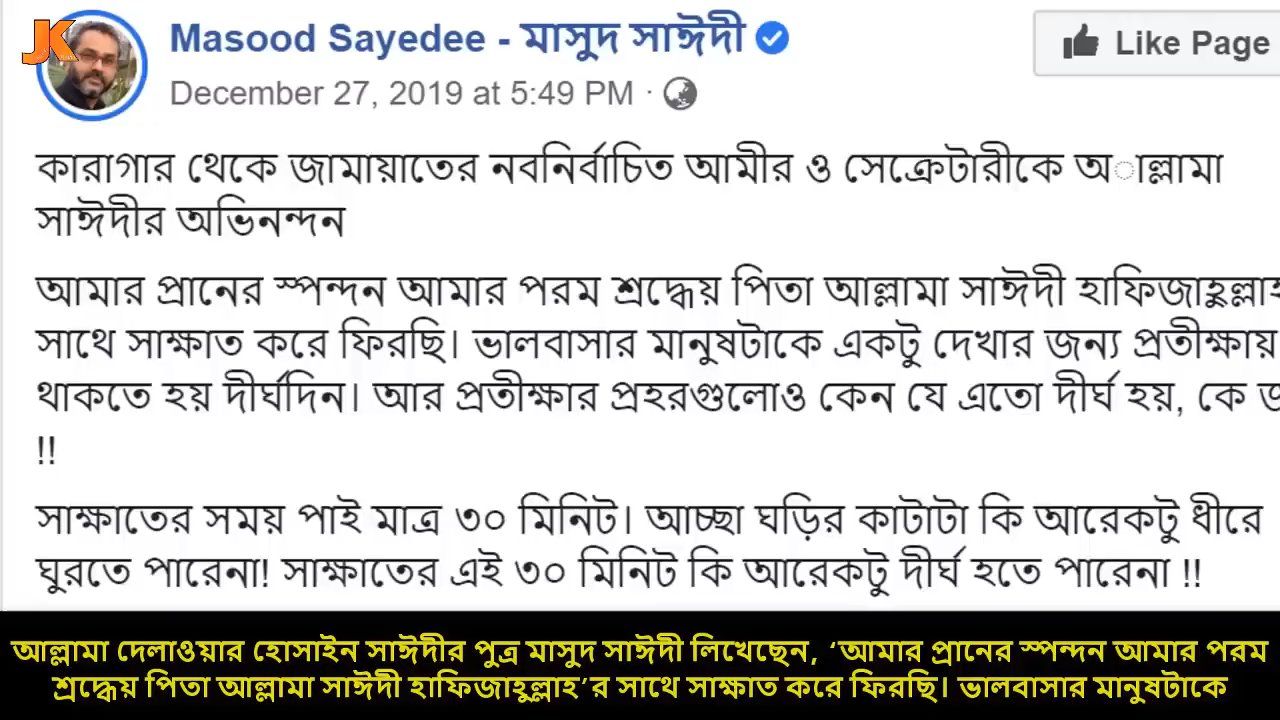 JK
Masood Sayedee - মাসুদ সাঈদী
Like Page
December 27, 2019 at 5:49 PM ·
কারাগার থেকে জামায়াতের নবনির্বাচিত আমীর ও সেক্রেটারীকে অাল্লামা
সাঈদীর অভিনন্দন
আমার প্রানের স্পন্দন আমার পরম শ্রদ্ধেয় পিতা আল্লামা সাঈদী
সাথে সাক্ষাত করে ফিরছি। ভালবাসার মানুষটাকে একটু দেখার জন্য প্রতীক্ষায়
থাকতে হয় দীর্ঘদিন। আর প্রতীক্ষার প্রহরগুলোও কেন যে এতো দীর্ঘ হয়, কে
!!
সাক্ষাতের সময় পাই মাত্র ৩০ মিনিট। আচ্ছা ঘড়ির কাটাটা কি আরেকটু ধীরে
ঘুরতে পারেনা! সাক্ষাতের এই ৩০ মিনিট কি আরেকটু দীর্ঘ হতে পারেনা !!
আল্লামা দেলাওয়ার হোসাইন সাঈদীর পুত্র মাসুদ সাঈদী লিখেছেন, ‘আমার প্রানের স্পন্দন আমার পরম
শ্রদ্ধেয় পিতা আল্লামা সাঈদী হাফিজাহুল্লাহ’র সাথে সাক্ষাত করে ফিরছি। ভালবাসার মানুষটাকে